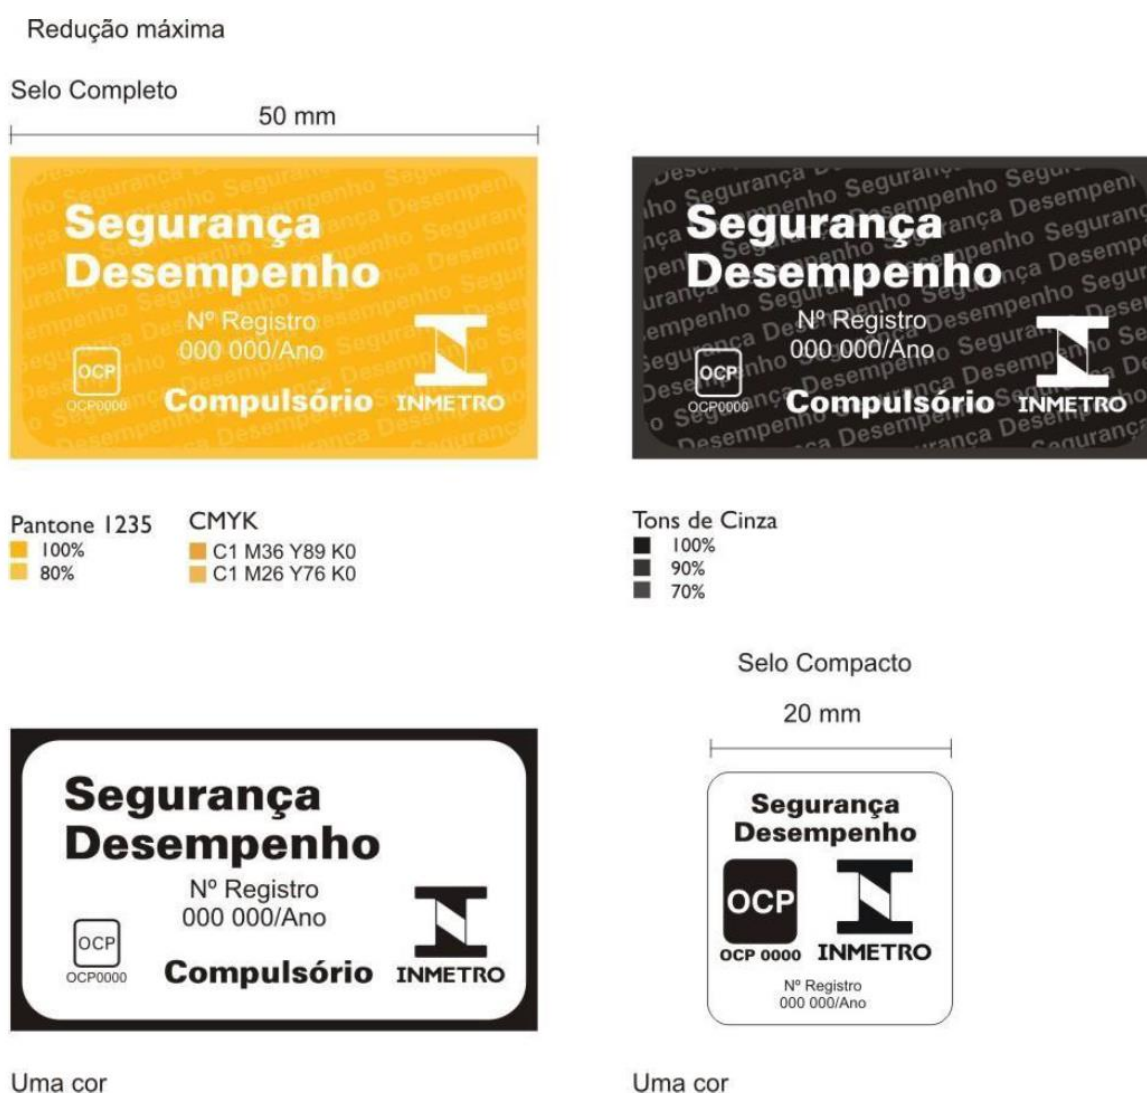 Redução máxima
Selo Completo
50 mm
Segurança
Desempenho
Nº Registro
000 000/Ano
OCP
OCP0000
Compulsório
INMETRO
Segurança
Desempenho
Nº Registro
000 000/Ano
OCP
OCP0000
Compulsório
INMETRO
Pantone 1235
100%
80%
CMYK
C1 M36 Y89 K0
C1 M26 Y76 K0
Tons de Cinza
100%
90%
70%
Segurança
Desempenho
Nº Registro
000 000/Ano
OCP
OCP0000
Compulsório
INMETRO
Uma cor
Selo Compacto
20 mm
Segurança
Desempenho
OCP
OCP 0000
INMETRO
Nº Registro
000 000/Ano
Uma cor